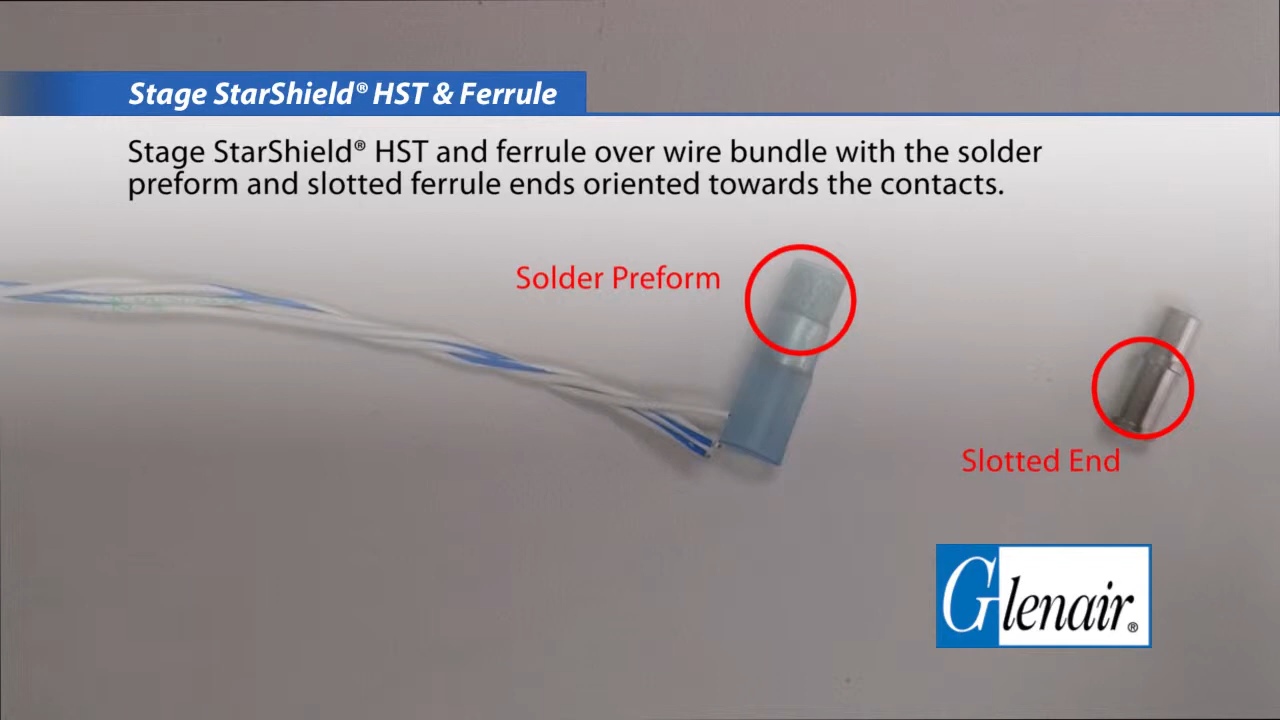 Stage StarShield® HST & Ferrule
Stage StarShield® HST and ferrule over wire bundle with the solder
preform and slotted ferrule ends oriented towards the contacts.
Solder Preform
Slotted End
Glenair®